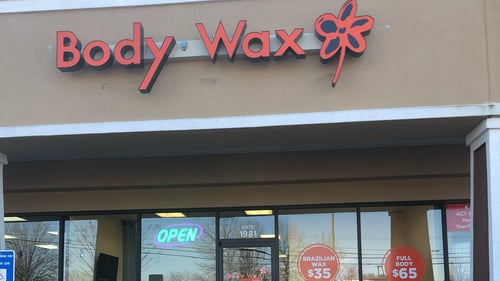 Body Wax
OPEN
1981
BRAZILIAN
WAX
$35
FULL
BODY
$65